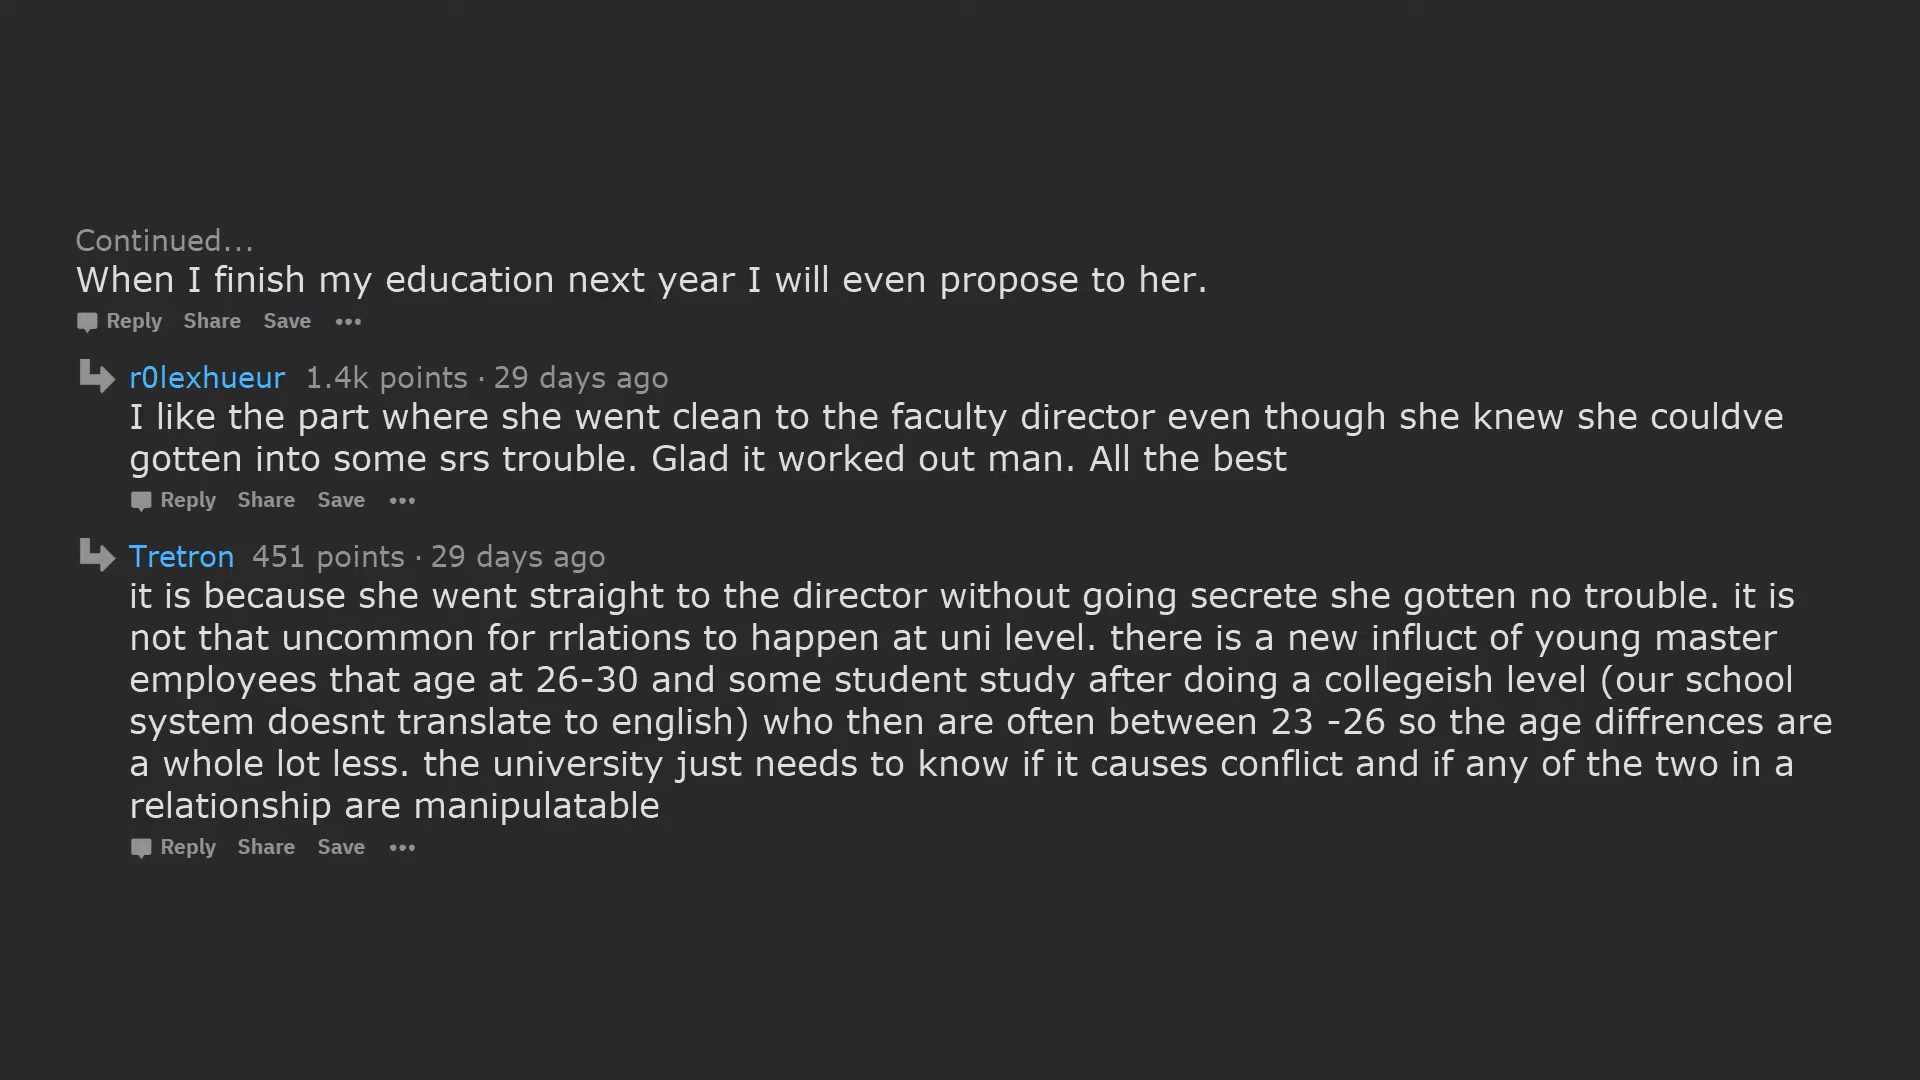 Continued...
When I finish my education next year I will even propose to her.
Reply Share Save •••
r0lexhueur 1.4k points · 29 days ago
I like the part where she went clean to the faculty director even though she knew she couldve
gotten into some srs trouble. Glad it worked out man. All the best
Reply Share Save •••
Tretron 451 points · 29 days ago
it is because she went straight to the director without going secrete she gotten no trouble. it is
not that uncommon for rrlations to happen at uni level. there is a new influct of young master
employees that age at 26-30 and some student study after doing a collegeish level (our school
system doesnt translate to english) who then are often between 23 -26 so the age diffrences are
a whole lot less. the university just needs to know if it causes conflict and if any of the two in a
relationship are manipulatable
Reply Share Save •••